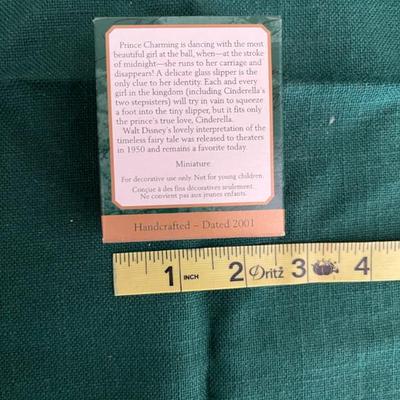 Prince Charming is dancing with the most
beautiful girl at the ball, when—at the stroke
of midnight—she runs to her carriage and
disappears! A delicate glass slipper is the
only clue to her identity. Each and every
girl in the kingdom (including Cinderella's
two stepsisters) will try in vain to squeeze
a foot into the tiny slipper, but it fits only
the prince's true love, Cinderella.
Walt Disney's lovely interpretation of the
timeless fairy tale was released to theaters
in 1950 and remains a favorite today.
Miniature
For decorative use only. Not for young children.
Conçue à des fins décoratives seulement.
Ne convient pas aux jeunes enfants.
Handcrafted – Dated 2001
1 INCH 2 Dritz 3 4